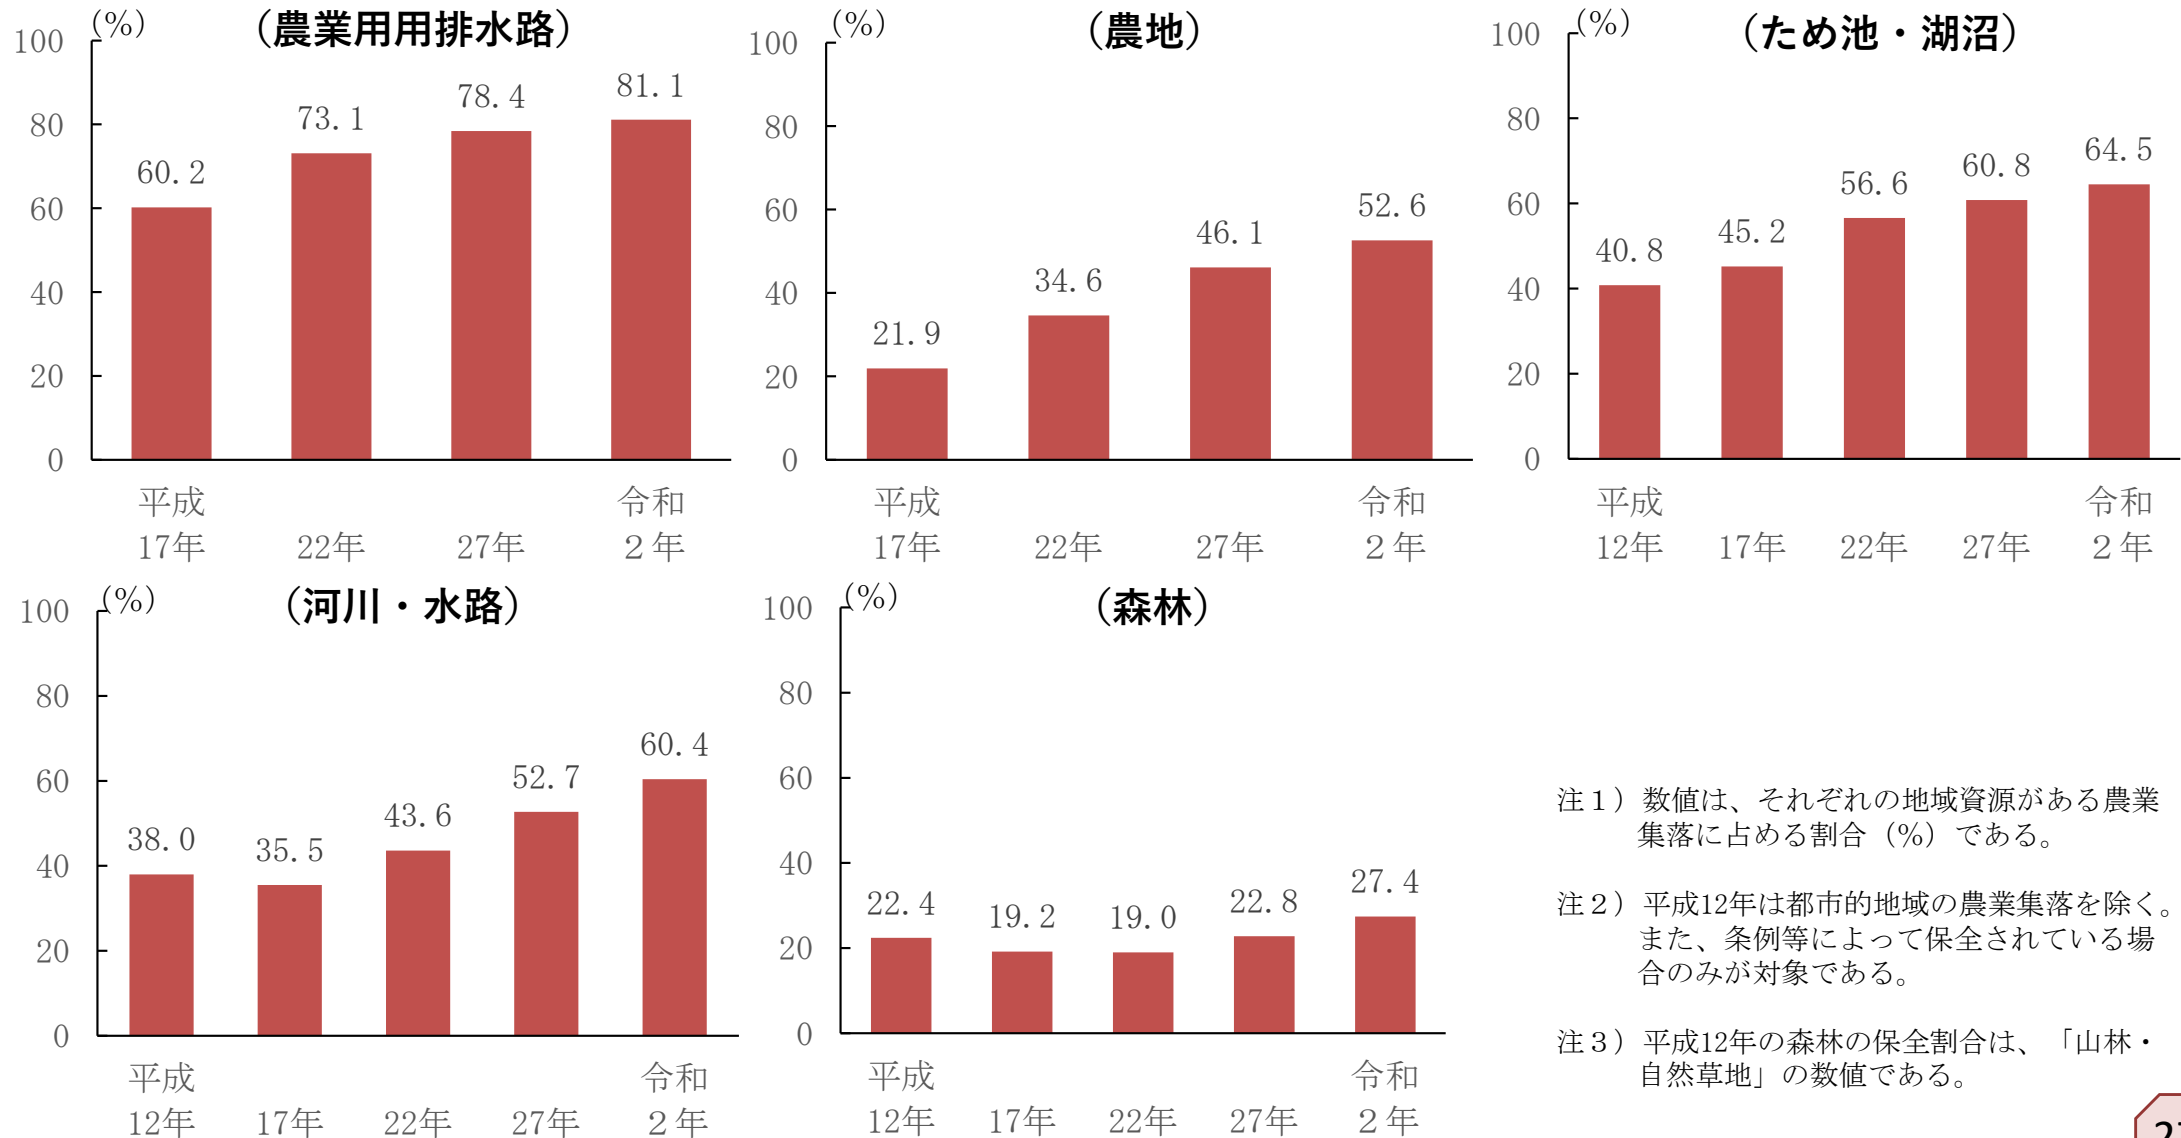 (%)
（農業用用排水路）
100
80
60
40
20
0
60.2
73.1
78.4
81.1
平成
令和
17年
22年
27年
２年
(%)
（農地）
100
80
60
40
20
0
21.9
34.6
46.1
52.6
平成
令和
17年
22年
27年
２年
(%)
（ため池・湖沼）
100
80
60
40
20
0
40.8
45.2
56.6
60.8
64.5
平成
令和
12年
17年
22年
27年
２年
(%)
（河川・水路）
100
80
60
40
20
0
38.0
35.5
43.6
52.7
60.4
平成
令和
12年
17年
22年
27年
２年
(%)
（森林）
100
80
60
40
20
0
22.4
19.2
19.0
22.8
27.4
平成
令和
12年
17年
22年
27年
２年
注１）数値は、それぞれの地域資源がある農業
集落に占める割合（%）である。
注２）平成12年は都市的地域の農業集落を除く。
また、条例等によって保全されている場
合のみが対象である。
注３）平成12年の森林の保全割合は、「山林・
自然草地」の数値である。